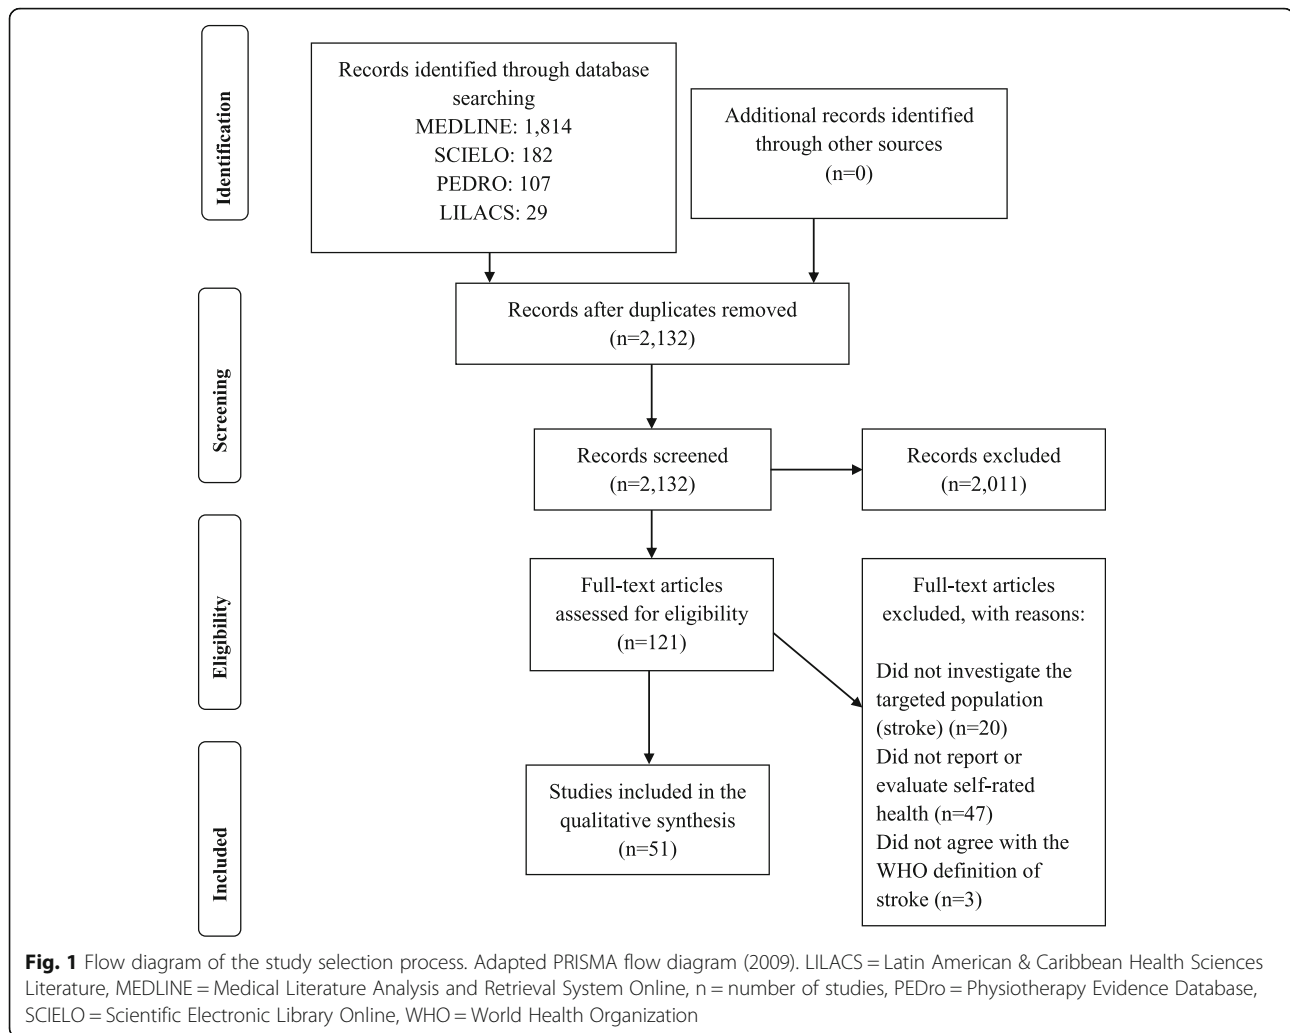 Identification
Records identified through database
searching
MEDLINE: 1,814
SCIELO: 182
PEDRO: 107
LILACS: 29
Additional records identified
through other sources
(n=0)
Screening
Records after duplicates removed
(n=2,132)
Records screened
(n=2,132)
Records excluded
(n=2,011)
Eligibility
Full-text articles
assessed for eligibility
(n=121)
Full-text articles
excluded, with reasons:
Did not investigate the
targeted population
(stroke) (n=20)
Did not report or
evaluate self-rated
health (n=47)
Did not agree with the
WHO definition of
stroke (n=3)
Included
Studies included in the
qualitative synthesis
(n=51)
Fig. 1 Flow diagram of the study selection process. Adapted PRISMA flow diagram (2009). LILACS = Latin American & Caribbean Health Sciences
Literature, MEDLINE = Medical Literature Analysis and Retrieval System Online, n = number of studies, PEDro = Physiotherapy Evidence Database,
SCIELO = Scientific Electronic Library Online, WHO = World Health Organization